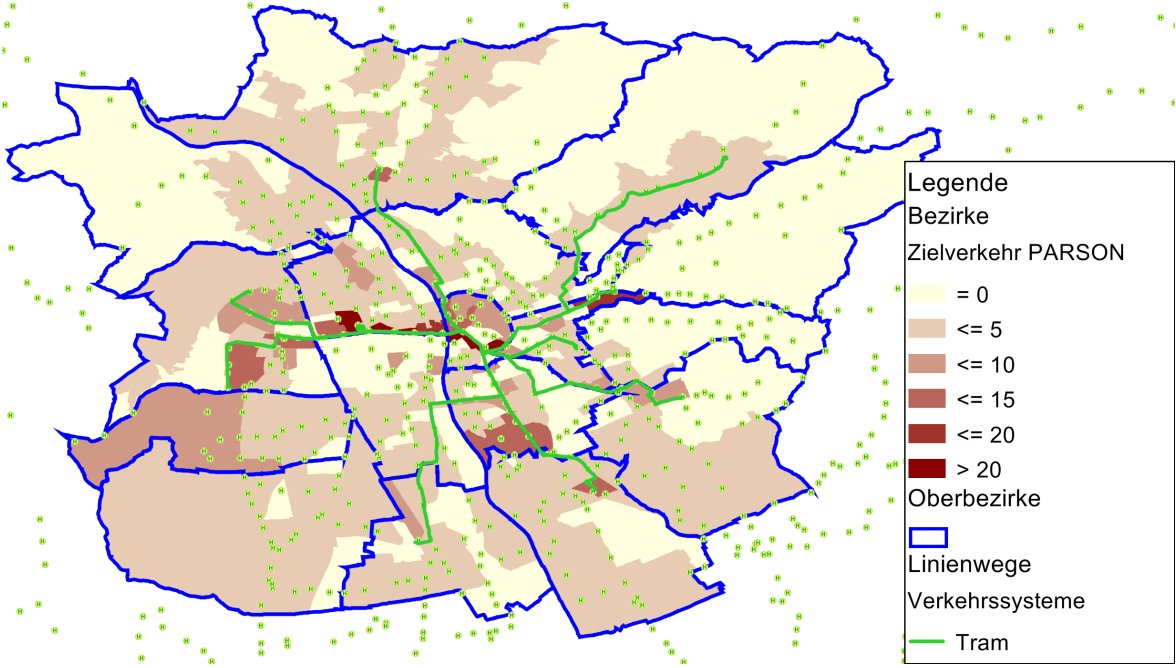 Legende
Bezirke
Zielverkehr PARSON
= 0
<= 5
<= 10
<= 15
<= 20
> 20
Oberbezirke
Linienwege
Verkehrssysteme
Tram